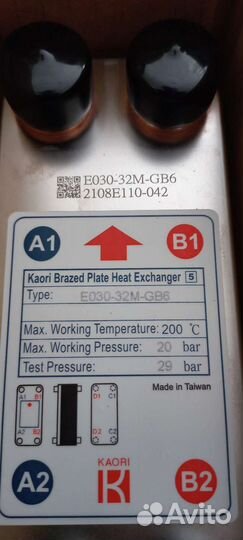 E030-32M-GB6
2108E110-042
A1 B1
Kaori Brazed Plate Heat Exchanger 5
Type: E030-32M-GB6
Max. Working Temperature: 200 ℃
Max. Working Pressure: 20 bar
Test Pressure: 29 bar
Made in Taiwan
A1 B1 D1 C1
A2 B2 D2 C2
KAORI
A2 B2
Avito